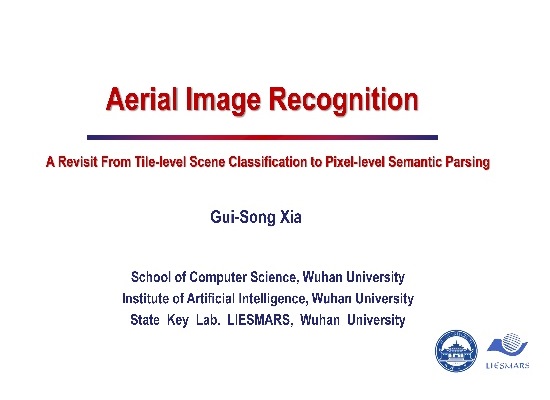 Aerial Image Recognition
A Revisit From Tile-level Scene Classification to Pixel-level Semantic Parsing
Gui-Song Xia
School of Computer Science, Wuhan University
Institute of Artificial Intelligence, Wuhan University
State Key Lab. LIESMARS, Wuhan University
LIESMARS